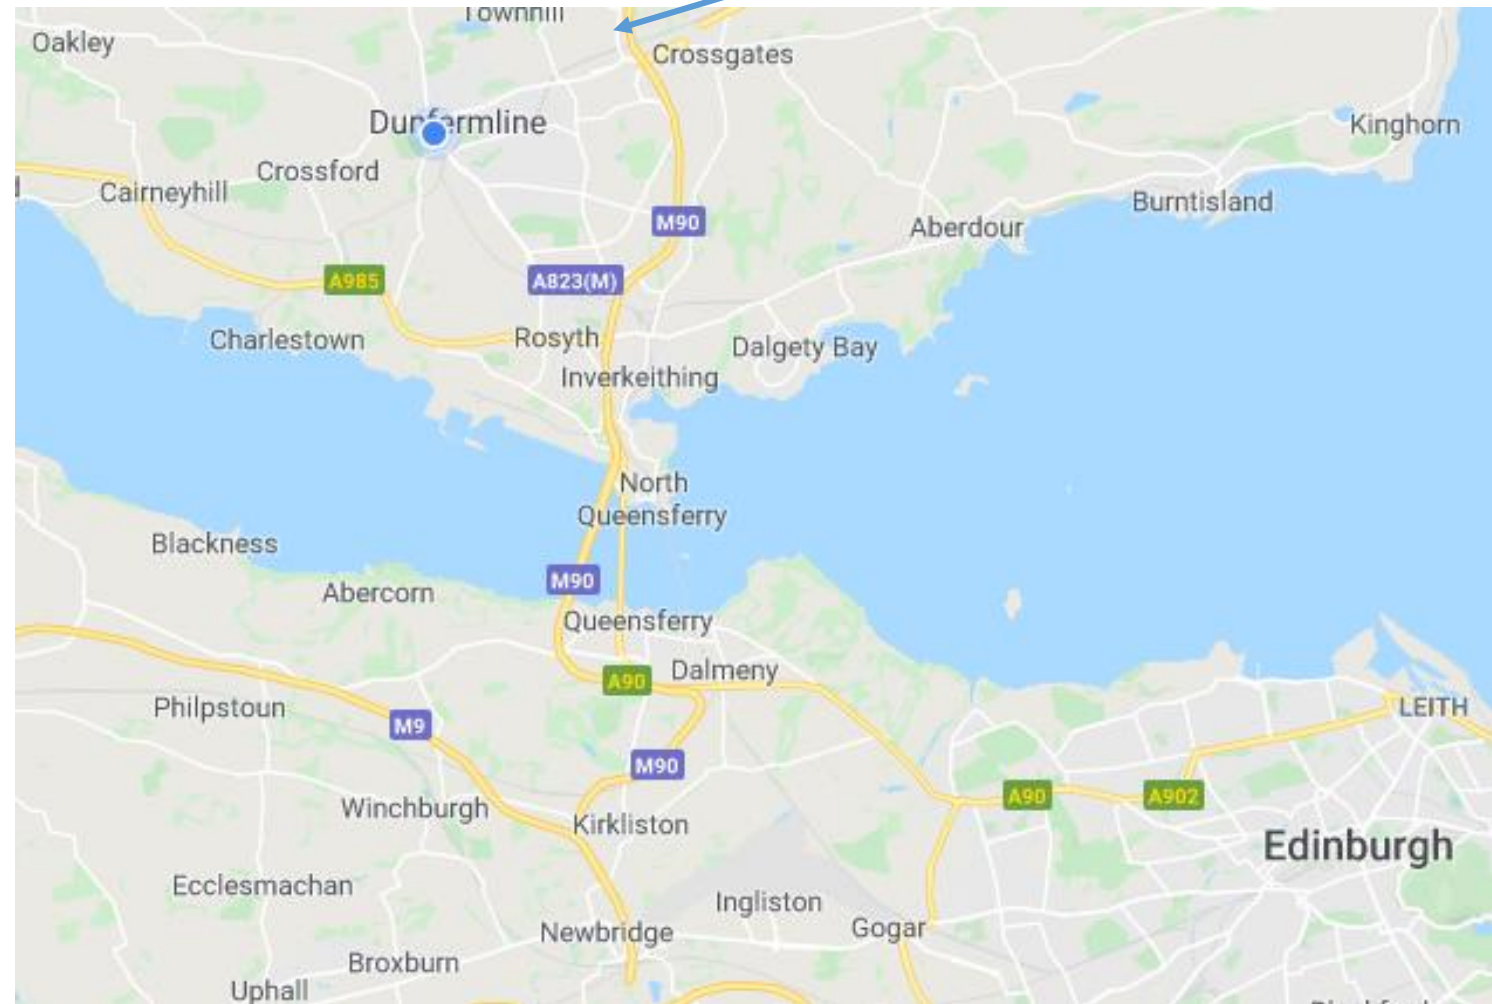 Townhill
Oakley
Crossgates
Dunfermline
Kinghorn
Crossford
Cairneyhill
Burntisland
M90
Aberdour
A985
A823(M)
Charlestown
Rosyth
Dalgety Bay
Inverkeithing
North
Queensferry
Blackness
M90
Abercorn
Queensferry
Dalmeny
A90
Philpstoun
LEITH
M9
M90
A90
A902
Winchburgh
Kirkliston
Edinburgh
Ecclesmachan
Ingliston
Gogar
Newbridge
Broxburn
Uphall